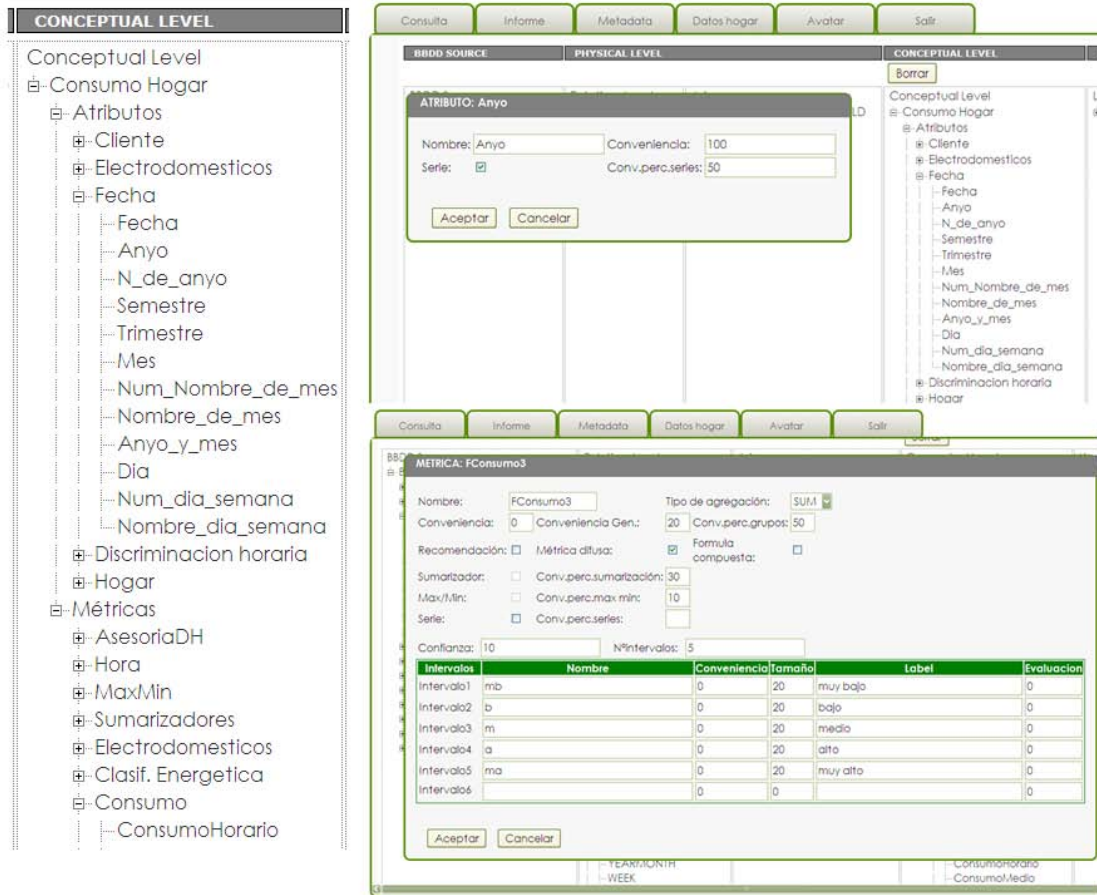 CONCEPTUAL LEVEL
Conceptual Level
Consumo Hogar
Atributos
Cliente
Electrodomesticos
Fecha
Fecha
Anyo
N_de_anyo
Semestre
Trimestre
Mes
Num_Nombre_de_mes
Nombre_de_mes
Anyo_y_mes
Dia
Num_dia_semana
Nombre_dia_semana
Discriminacion horaria
Hogar
Métricas
AsesoriaDH
Hora
MaxMin
Sumarizadores
Electrodomesticos
Clasif. Energetica
Consumo
ConsumoHorario
Consulta Informe Metadata Datos hogar Avatar Salir
BBDD SOURCE PHYSICAL LEVEL CONCEPTUAL LEVEL
Borrar
ATRIBUTO: Anyo
Nombre: Anyo Conveniencia: 100
Serie: Conv.perc.series: 50
Aceptar Cancelar
LD
Conceptual Level
Consumo Hogar
Atributos
Cliente
Electrodomesticos
Fecha
Fecha
Anyo
N_de_anyo
Semestre
Trimestre
Mes
Num_Nombre_de_mes
Nombre_de_mes
Anyo_y_mes
Dia
Num_dia_semana
Nombre_dia_semana
Discriminacion horaria
Hogar
Consulta Informe Metadata Datos hogar Avatar Salir
METRICA: FConsumo3
Nombre: FConsumo3 Tipo de agregación: SUM
Conveniencia: 0 Conveniencia Gen.: 20 Conv.perc.grupos: 50
Recomendación: Métrica difusa: Formula compuesta:
Sumarizador: Conv.perc.sumarización: 30
Max/Min: Conv.perc.max min: 10
Serie: Conv.perc.series:
Confianza: 10 NºIntervalos: 5
Intervalos Nombre Conveniencia Tamaño Label Evaluacion
Intervalo1 mb 0 20 muy bajo 0
Intervalo2 b 0 20 bajo 0
Intervalo3 m 0 20 medio 0
Intervalo4 a 0 20 alto 0
Intervalo5 ma 0 20 muy alto 0
Intervalo6 0 0 0
Aceptar Cancelar
YEARMONTH ConsumoHorario
WEEK ConsumoMedio